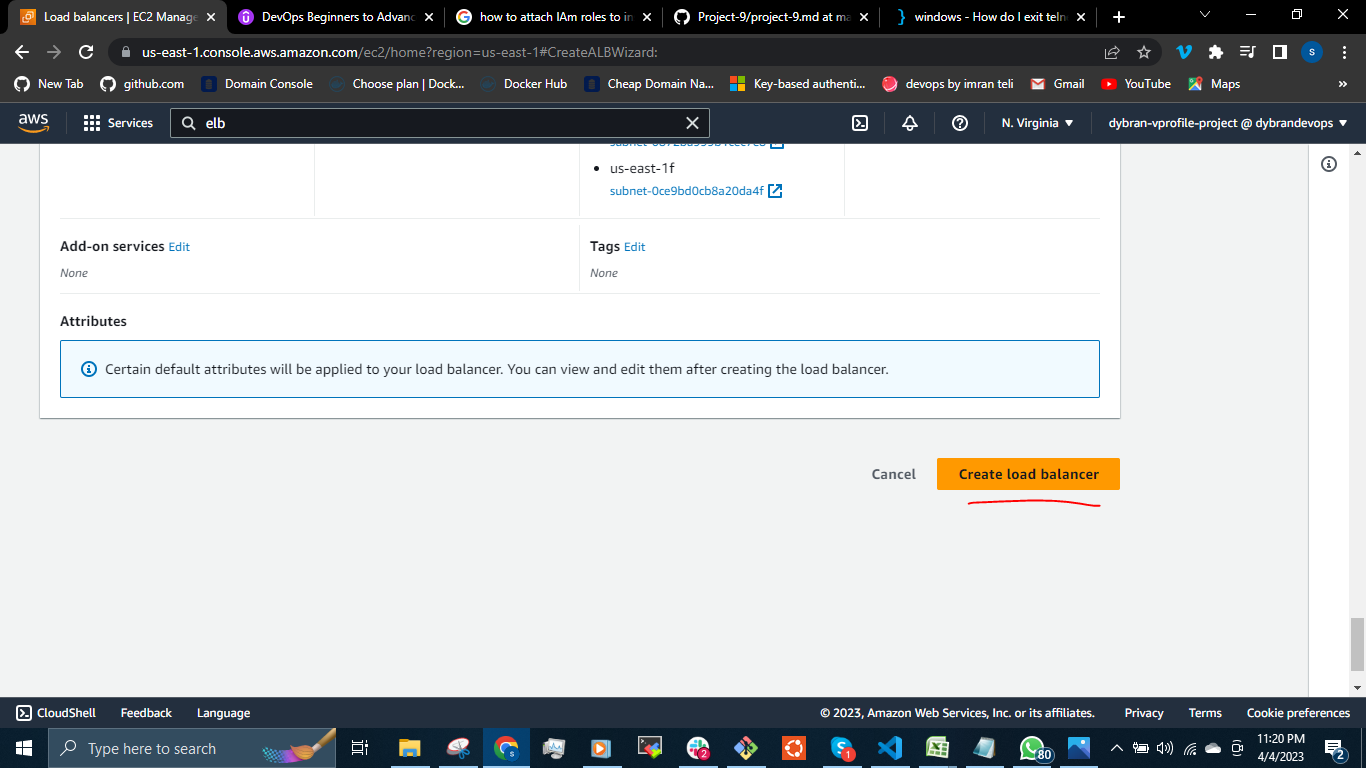 Load balancers | EC2 Manage
DevOps Beginners to Advanc
how to attach IAm roles to in
Project-9/project-9.md at ma
windows - How do I exit teln
us-east-1.console.aws.amazon.com/ec2/home?region=us-east-1#CreateALBWizard:
S
New Tab
github.com
Domain Console
Choose plan | Dock...
Docker Hub
Cheap Domain Na...
Key-based authenti...
devops by imran teli
Gmail
YouTube
Maps
»
aws
Services
elb
N. Virginia
dybran-vprofile-project @ dybrandevops
us-east-1f
subnet-0ce9bd0cb8a20da4f
Add-on services Edit
None
Tags Edit
None
Attributes
Certain default attributes will be applied to your load balancer. You can view and edit them after creating the load balancer.
Cancel
Create load balancer
CloudShell
Feedback
Language
© 2023, Amazon Web Services, Inc. or its affiliates.
Privacy
Terms
Cookie preferences
Type here to search
2
1
80
11:20 PM
4/4/2023
2